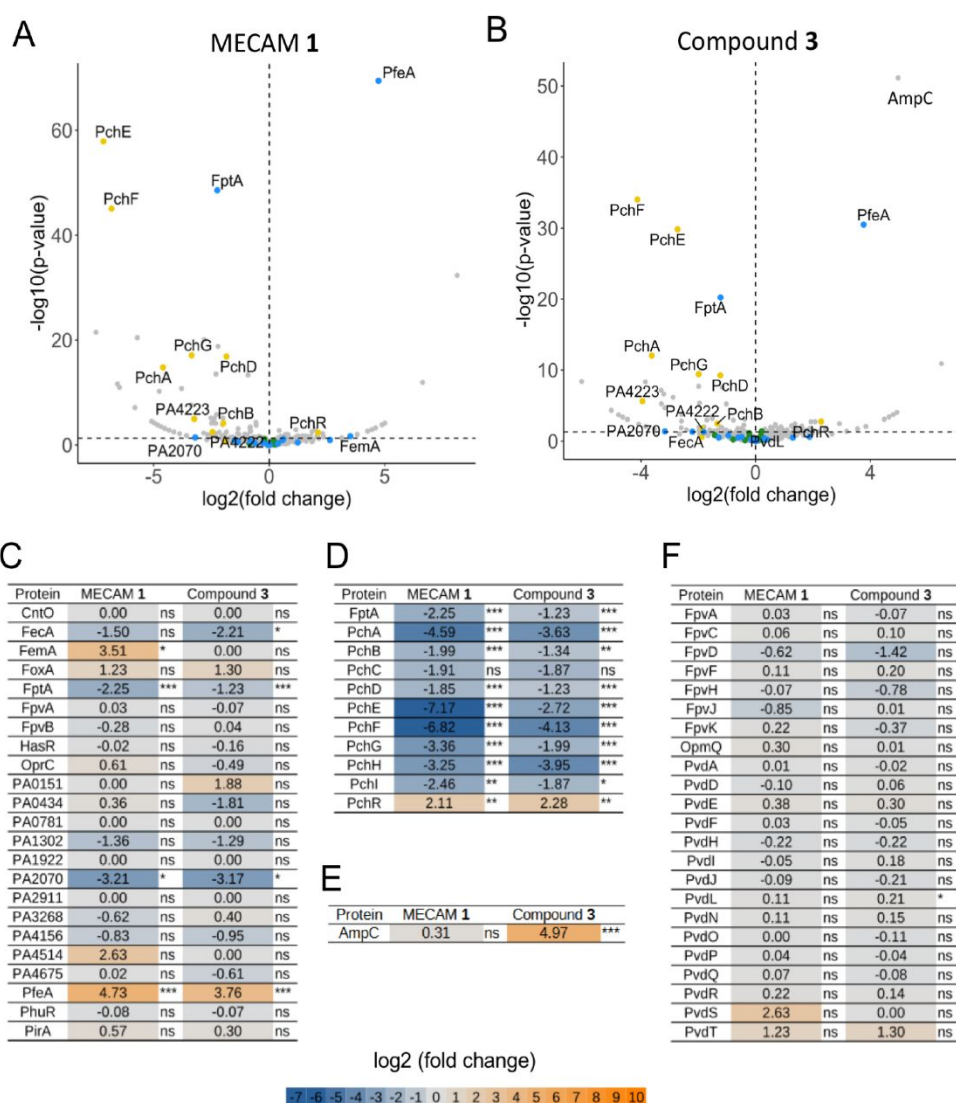 A
MECAM 1
-log10(p-value)
60
40
20
0
-5
0
5
log2(fold change)
PfeA
PchE
FptA
PchF
PchG
PchD
PchA
PA4223
PchB
PchR
PA2070
PA4222
FemA
B
Compound 3
-log10(p-value)
50
40
30
20
10
0
-4
0
4
log2(fold change)
AmpC
PchF
PfeA
PchE
FptA
PchA
PchG
PchD
PA4223
PA4222
PchB
PA2070
FecA
PvdL
PchR
C
Protein MECAM 1 Compound 3
CntO 0.00 ns 0.00 ns
FecA -1.50 ns -2.21 *
FemA 3.51 * 0.00 ns
FoxA 1.23 ns 1.30 ns
FptA -2.25 *** -1.23 ***
FpvA 0.03 ns -0.07 ns
FpvB -0.28 ns 0.04 ns
HasR -0.02 ns -0.16 ns
OprC 0.61 ns -0.49 ns
PA0151 0.00 ns 1.88 ns
PA0434 0.36 ns -1.81 ns
PA0781 0.00 ns 0.00 ns
PA1302 -1.36 ns -1.29 ns
PA1922 0.00 ns 0.00 ns
PA2070 -3.21 * -3.17 *
PA2911 0.00 ns 0.00 ns
PA3268 -0.62 ns 0.40 ns
PA4156 -0.83 ns -0.95 ns
PA4514 2.63 ns 0.00 ns
PA4675 0.02 ns -0.61 ns
PfeA 4.73 *** 3.76 ***
PhuR -0.08 ns -0.07 ns
PirA 0.57 ns 0.30 ns
D
Protein MECAM 1 Compound 3
FptA -2.25 *** -1.23 ***
PchA -4.59 *** -3.63 ***
PchB -1.99 *** -1.34 **
PchC -1.91 ns -1.87 ns
PchD -1.85 *** -1.23 ***
PchE -7.17 *** -2.72 ***
PchF -6.82 *** -4.13 ***
PchG -3.36 *** -1.99 ***
PchH -3.25 *** -3.95 ***
PchI -2.46 ** -1.87 *
PchR 2.11 ** 2.28 **
E
Protein MECAM 1 Compound 3
AmpC 0.31 ns 4.97 ***
F
Protein MECAM 1 Compound 3
FpvA 0.03 ns -0.07 ns
FpvC 0.06 ns 0.10 ns
FpvD -0.62 ns -1.42 ns
FpvF 0.11 ns 0.20 ns
FpvH -0.07 ns -0.78 ns
FpvJ -0.85 ns 0.01 ns
FpvK 0.22 ns -0.37 ns
OpmQ 0.30 ns 0.01 ns
PvdA 0.01 ns -0.02 ns
PvdD -0.10 ns 0.06 ns
PvdE 0.38 ns 0.30 ns
PvdF 0.03 ns -0.05 ns
PvdH -0.22 ns -0.22 ns
PvdI -0.05 ns 0.18 ns
PvdJ -0.09 ns -0.21 ns
PvdL 0.11 ns 0.21 *
PvdN 0.11 ns 0.15 ns
PvdO 0.00 ns -0.11 ns
PvdP 0.04 ns -0.04 ns
PvdQ 0.07 ns -0.08 ns
PvdR 0.22 ns 0.14 ns
PvdS 2.63 ns 0.00 ns
PvdT 1.23 ns 1.30 ns
log2 (fold change)
-7 -6 -5 -4 -3 -2 -1 0 1 2 3 4 5 6 7 8 9 10